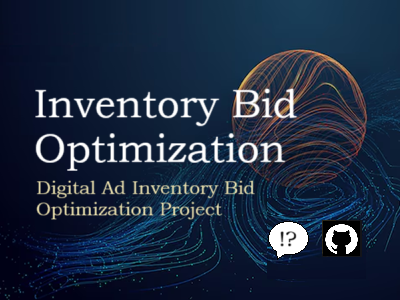 Inventory Bid
Optimization
Digital Ad Inventory Bid
Optimization Project
!?